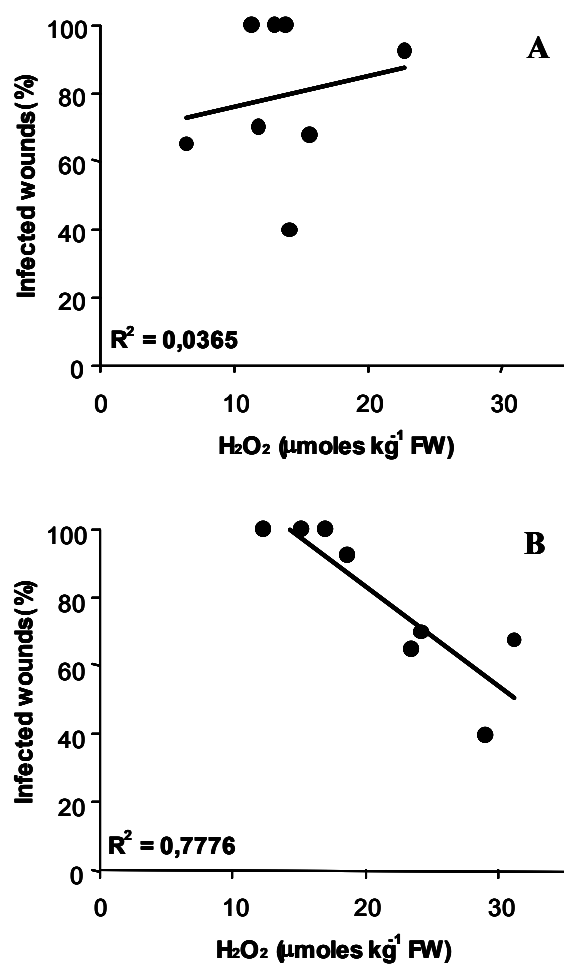 100
A
80
60
40
20
0
Infected wounds (%)
R² = 0,0365
0 10 20 30
H₂O₂ (µmoles kg⁻¹ FW)
100
B
80
60
40
20
0
Infected wounds (%)
R² = 0,7776
0 10 20 30
H₂O₂ (µmoles kg⁻¹ FW)